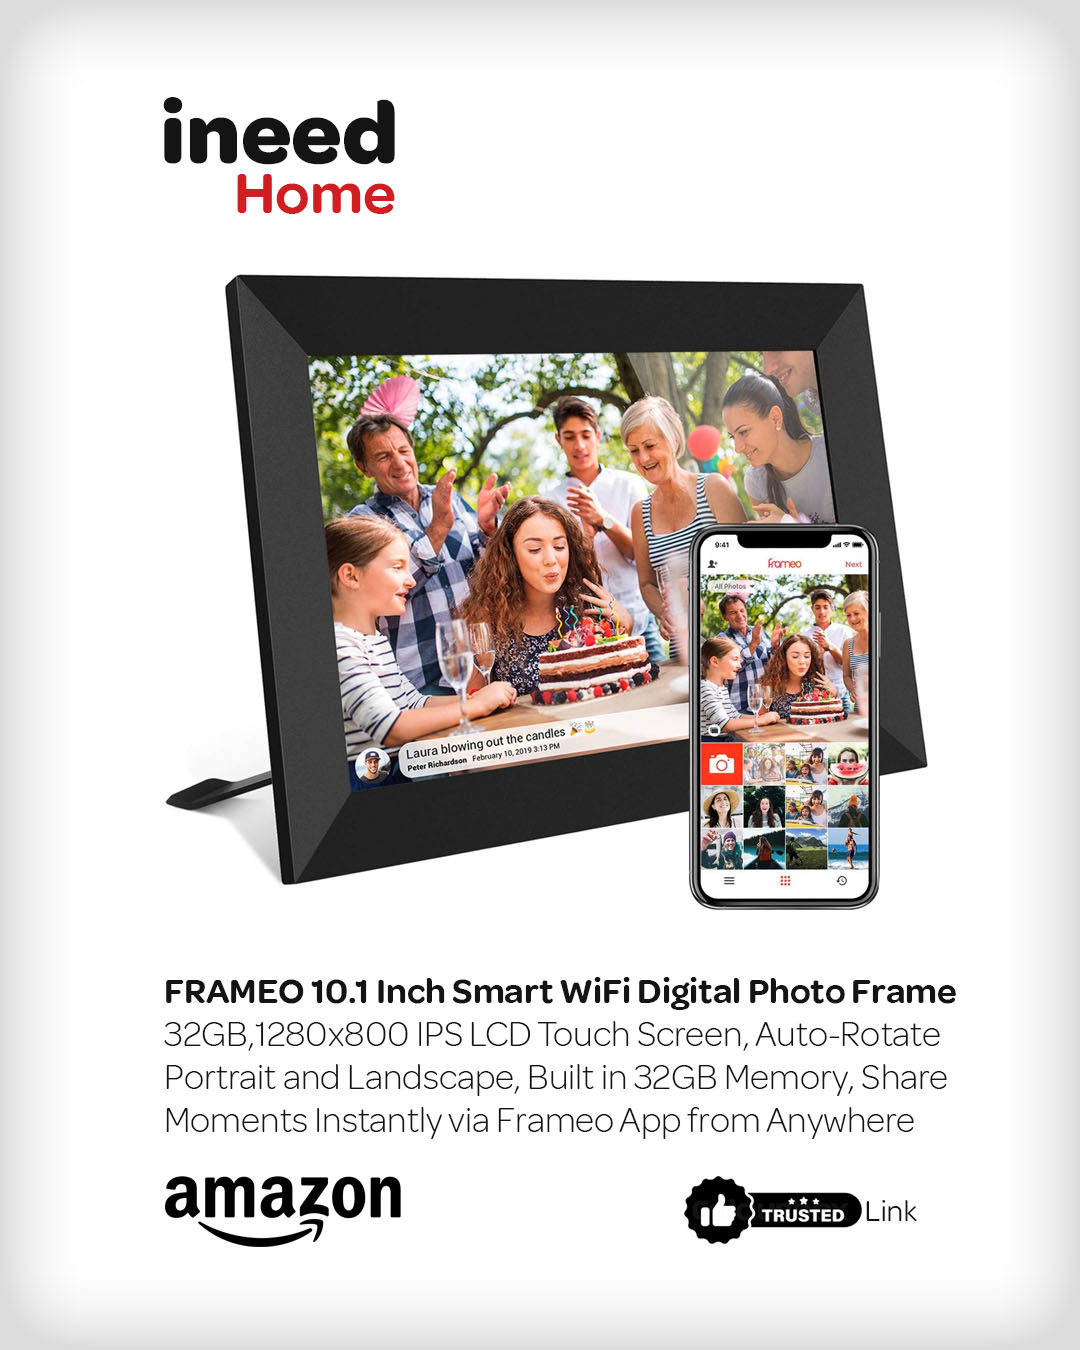 ineed
Home
Laura blowing out the candles 🎉🎂
Peter Richardson February 10, 2019 3:13 PM
9:41
frameo
Next
All Photos
FRAMEO 10.1 Inch Smart WiFi Digital Photo Frame
32GB,1280x800 IPS LCD Touch Screen, Auto-Rotate
Portrait and Landscape, Built in 32GB Memory, Share
Moments Instantly via Frameo App from Anywhere
amazon
TRUSTED Link